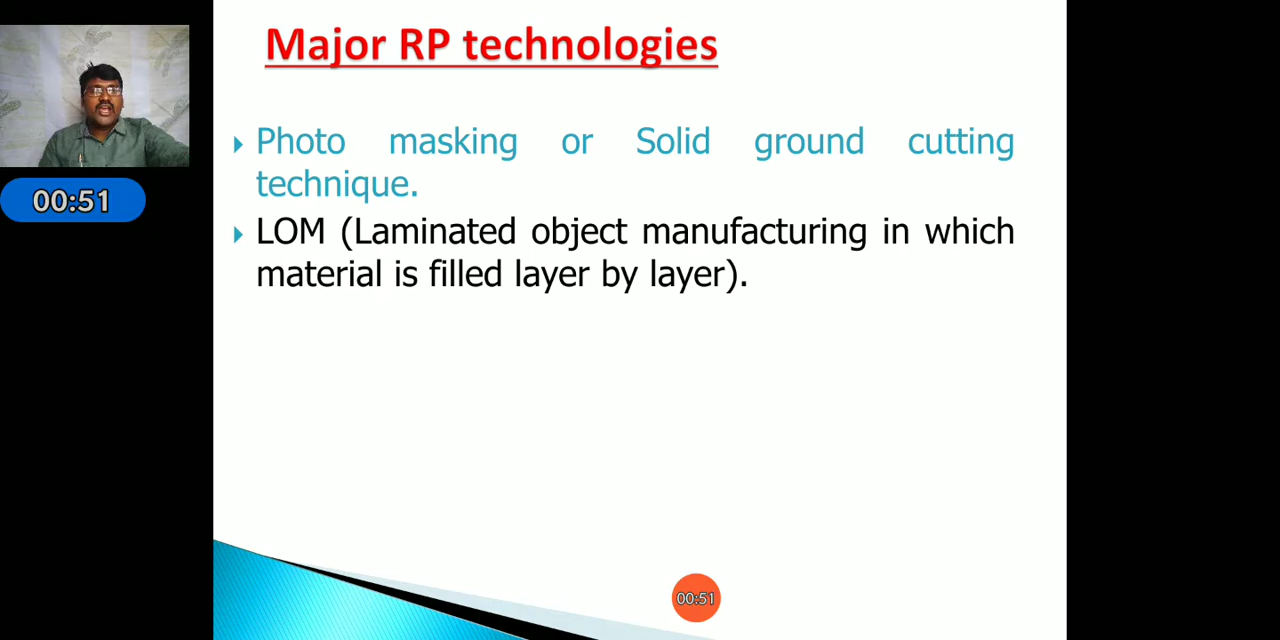 Major RP technologies
00:51
Photo masking or Solid ground cutting
technique.
LOM (Laminated object manufacturing in which
material is filled layer by layer).
00:51